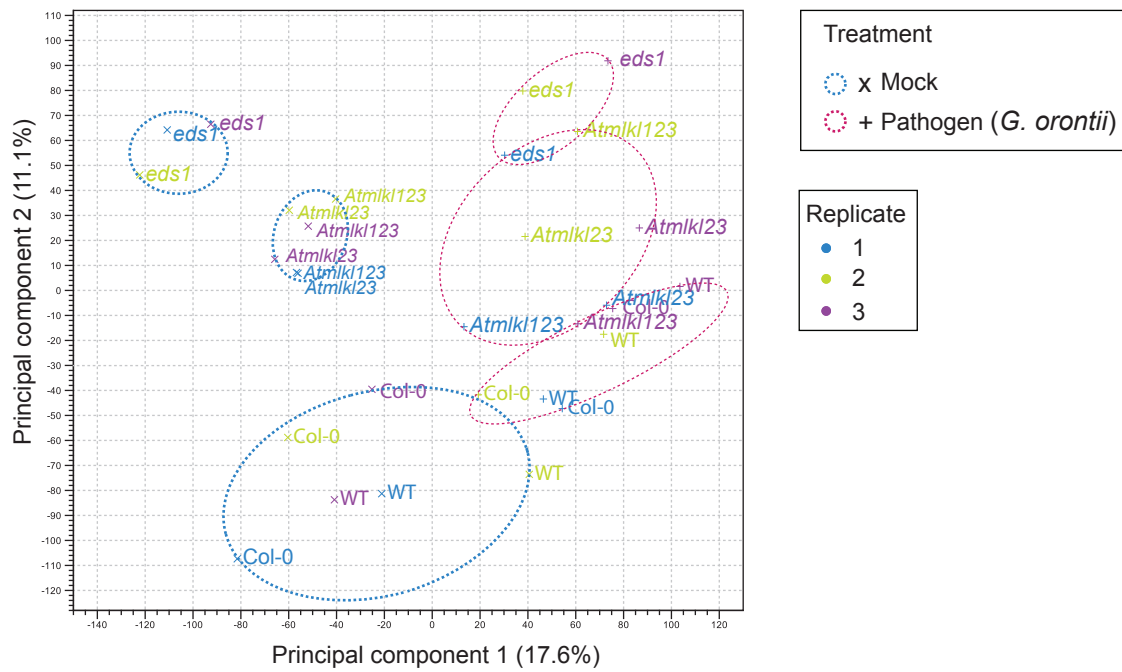 110
100
90
80
70
60
50
40
30
20
10
0
-10
-20
-30
-40
-50
-60
-70
-80
-90
-100
-110
-120
Principal component 2 (11.1%)
-140
-120
-100
-80
-60
-40
-20
0
20
40
60
80
100
120
Principal component 1 (17.6%)
eds1
eds1
Atmlkl123
eds1
eds1
eds1
eds1
Atmlkl123
Atmlkl23
Atmlkl123
Atmlkl23
Atmlkl123
Atmlkl23
Atmlkl23
Atmlkl23
WT
Atmlkl23
Col-0
Atmlkl123
Atmlkl123
WT
Col-0
Col-0
WT
Col-0
Col-0
WT
WT
WT
Col-0
Treatment
x Mock
+ Pathogen (G. orontii)
Replicate
1
2
3